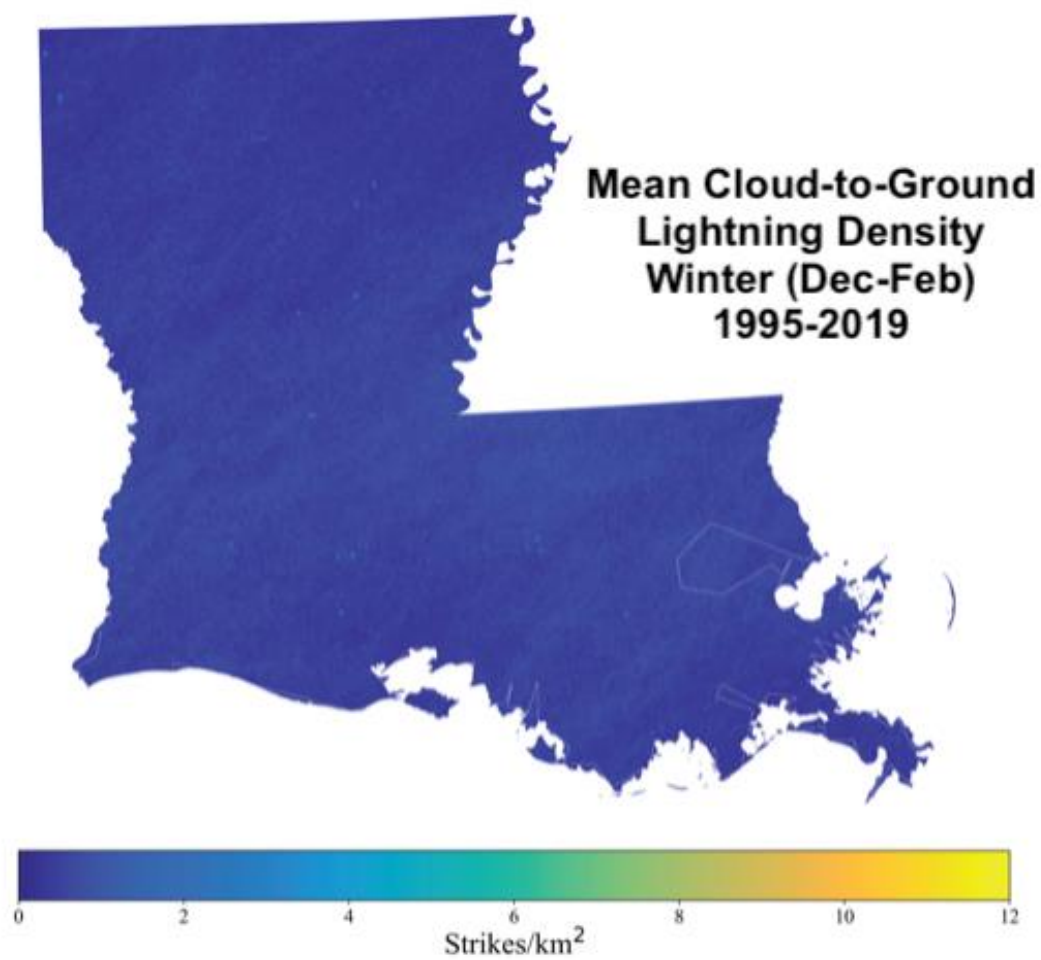 Mean Cloud-to-Ground
Lightning Density
Winter (Dec-Feb)
1995-2019
0 2 4 6 8 10 12
Strikes/km²